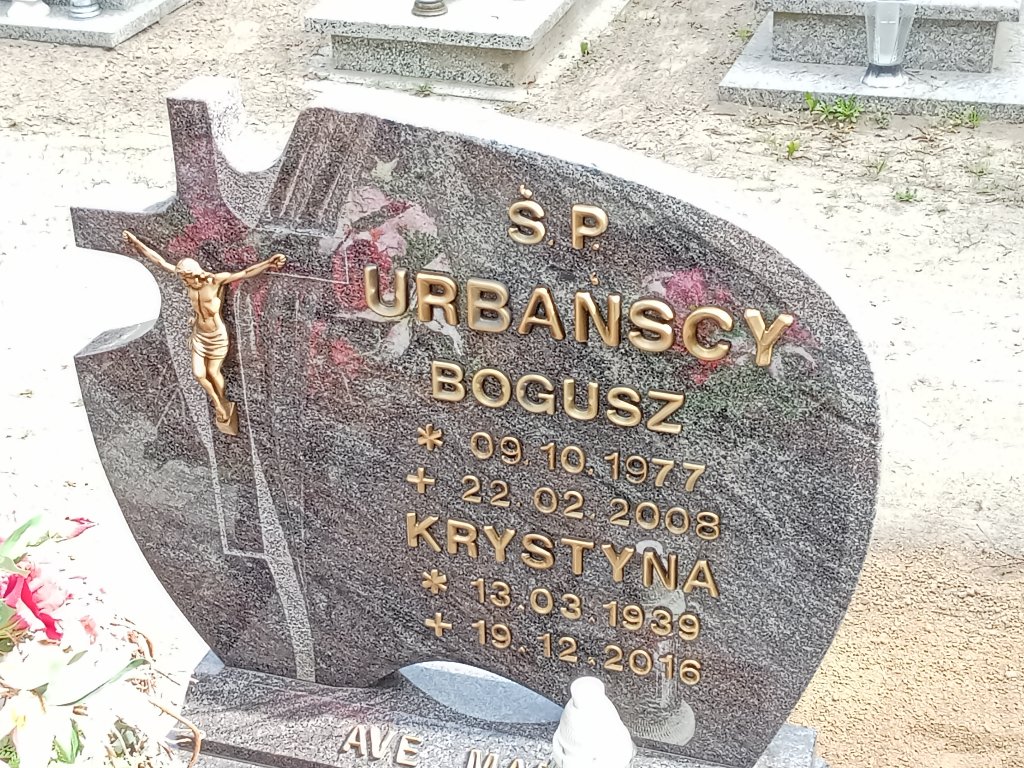 Ś. P.
URBAŃSCY
BOGUSZ
* 09.10.1977
+ 22.02.2008
KRYSTYNA
* 13.03.1939
+ 19.12.2016
AVE